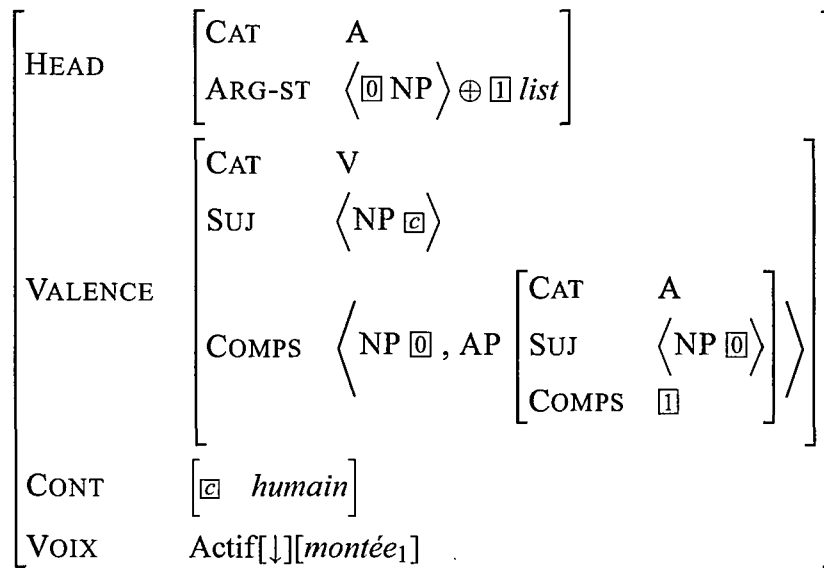 CAT A
HEAD
ARG-ST ⟨ 0 NP ⟩ ⊕ 1 list
CAT V
SUJ ⟨ NP c ⟩
VALENCE
CAT A
COMPS ⟨ NP 0 , AP SUJ ⟨ NP 0 ⟩ ⟩
COMPS 1
CONT [ c humain ]
VOIX Actif[↓][montée₁]